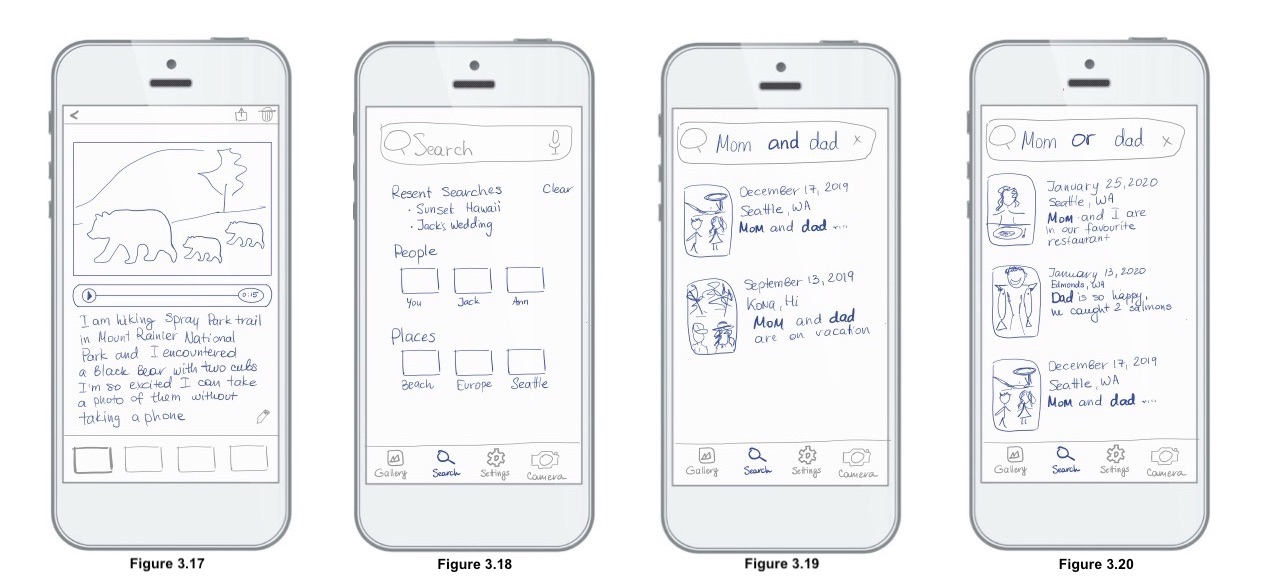 <
0:15
I am hiking Spray Park trail
in Mount Rainier National
Park and I encountered
a Black Bear with two cubs
I'm so excited I can take
a photo of them without
taking a phone
Figure 3.17
Search
Resent Searches Clear
· Sunset Hawaii
· Jack's Wedding
People
You Jack Ann
Places
Beach Europe Seattle
Gallery Search Settings Camera
Figure 3.18
Mom and dad x
December 17, 2019
Seattle, WA
Mom and dad ....
September 13, 2019
Kona, Hi
Mom and dad
are on vacation
Gallery Search Settings Camera
Figure 3.19
Mom or dad x
January 25, 2020
Seattle, WA
Mom and I are
in our favourite
restaurant
January 13, 2020
Edmonds, WA
Dad is so happy,
he caught 2 salmons
December 17, 2019
Seattle, WA
Mom and dad ....
Gallery Search Settings Camera
Figure 3.20